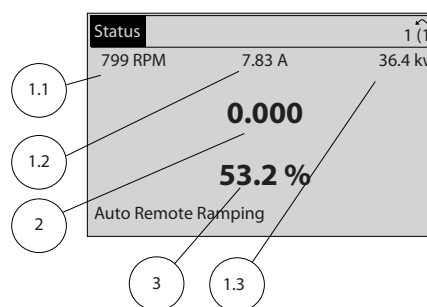 Status
1 (1
799 RPM 7.83 A 36.4 kw
1.1
0.000
1.2
53.2 %
2
Auto Remote Ramping
3 1.3